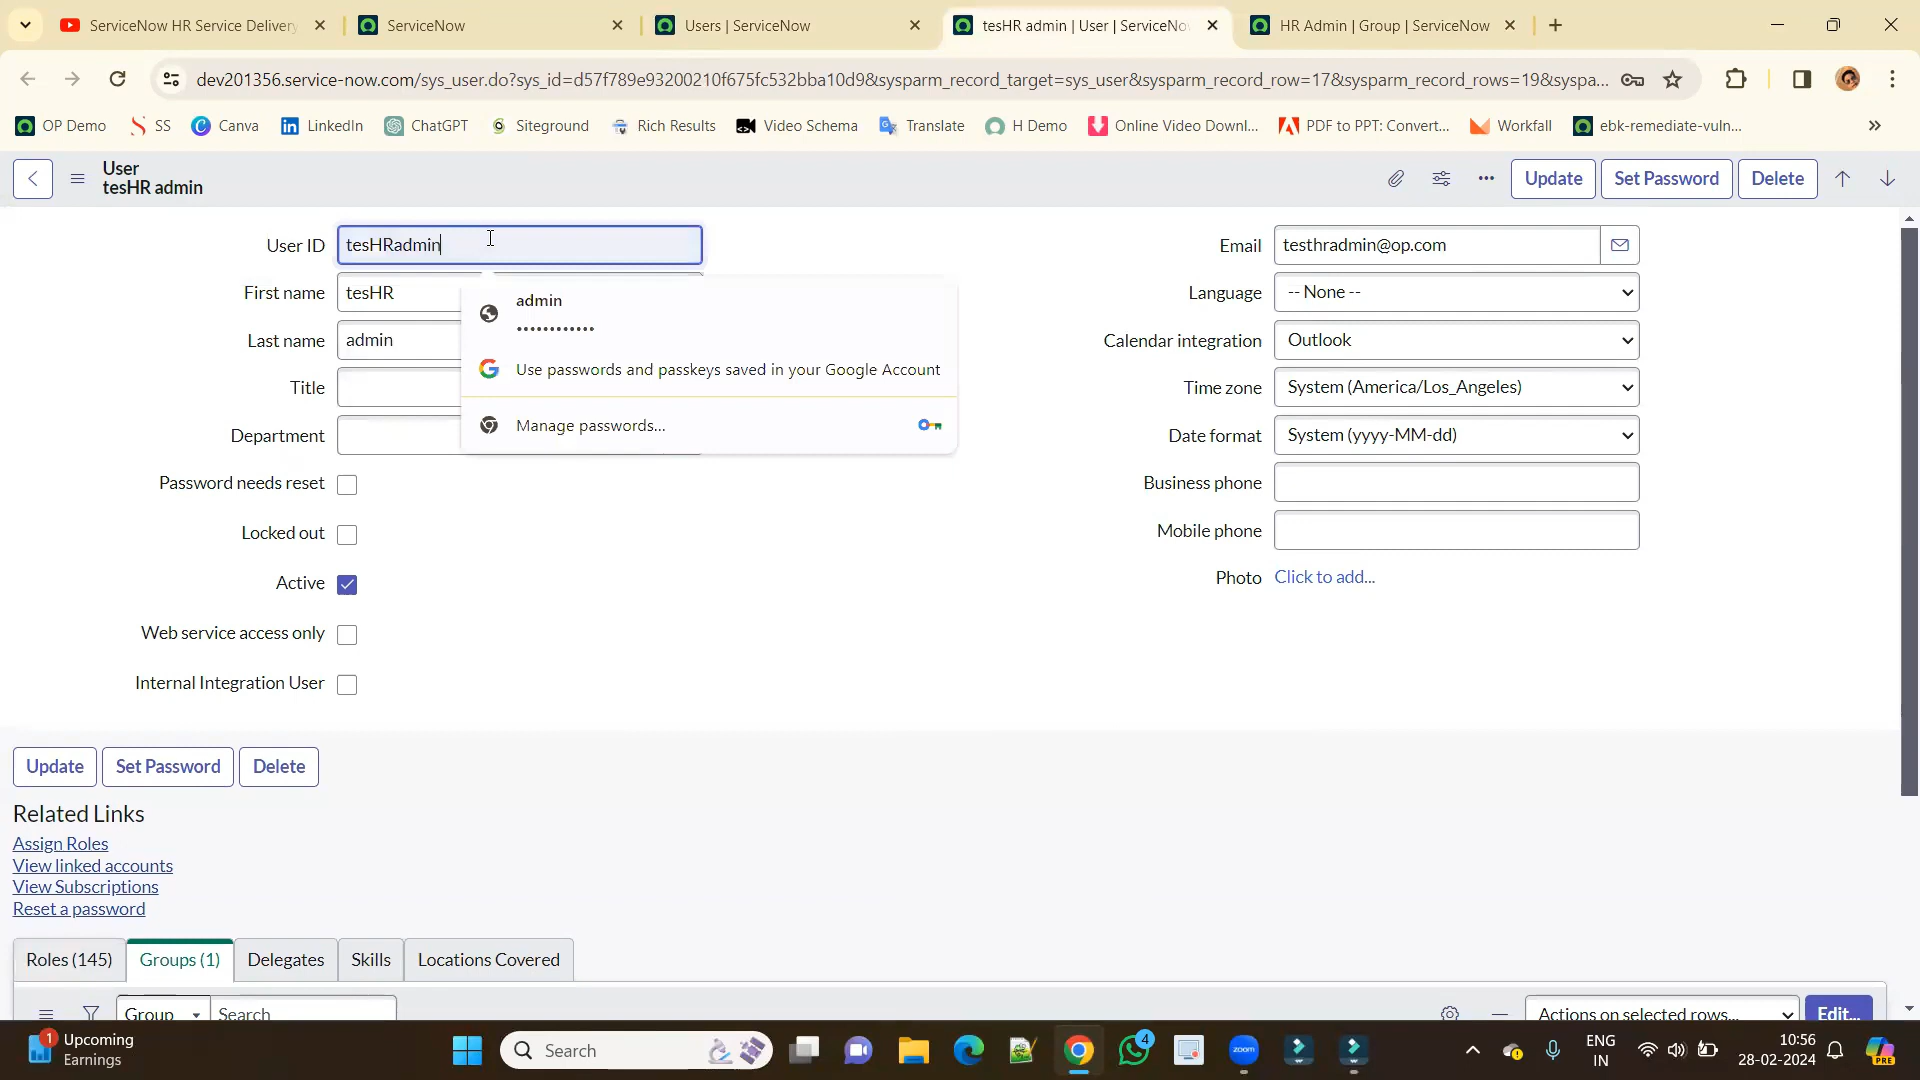 ServiceNow HR Service Delivery
ServiceNow
Users | ServiceNow
tesHR admin | User | ServiceNo
HR Admin | Group | ServiceNow
dev201356.service-now.com/sys_user.do?sys_id=d57f789e93200210f675fc532bba10d9&sysparm_record_target=sys_user&sysparm_record_row=17&sysparm_record_rows=19&syspa...
OP Demo
SS
Canva
LinkedIn
ChatGPT
Siteground
Rich Results
Video Schema
Translate
H Demo
Online Video Downl...
PDF to PPT: Convert...
Workfall
ebk-remediate-vuln...
User
tesHR admin
Update
Set Password
Delete
User ID
tesHRadmin
Email
testhradmin@op.com
First name
tesHR
admin
••••••••••••
Language
-- None --
Last name
admin
Calendar integration
Outlook
Title
Use passwords and passkeys saved in your Google Account
Time zone
System (America/Los_Angeles)
Department
Manage passwords...
Date format
System (yyyy-MM-dd)
Password needs reset
Business phone
Locked out
Mobile phone
Active
Photo
Click to add...
Web service access only
Internal Integration User
Update
Set Password
Delete
Related Links
Assign Roles
View linked accounts
View Subscriptions
Reset a password
Roles (145)
Groups (1)
Delegates
Skills
Locations Covered
Group
Search
Actions on selected rows...
Edit...
1
Upcoming
Earnings
Search
zoom
4
ENG
IN
10:56
28-02-2024
PRE